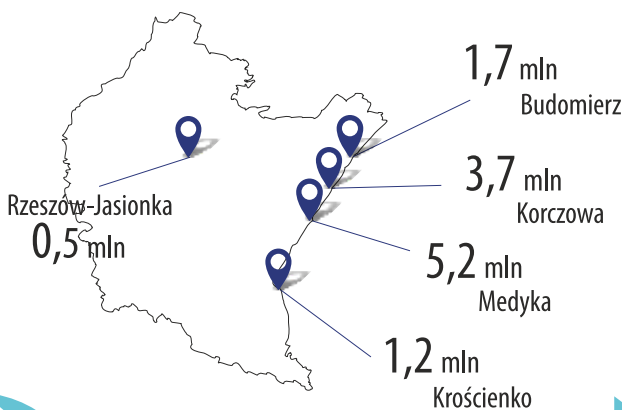 1,7 mln
Budomierz
3,7 mln
Korczowa
Rzeszów-Jasionka
0,5 mln
5,2 mln
Medyka
1,2 mln
Krościenko